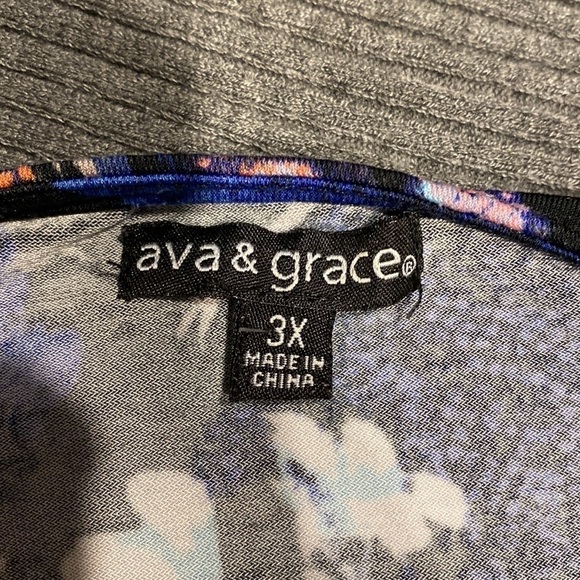 ava & grace®
3X
MADE IN
CHINA